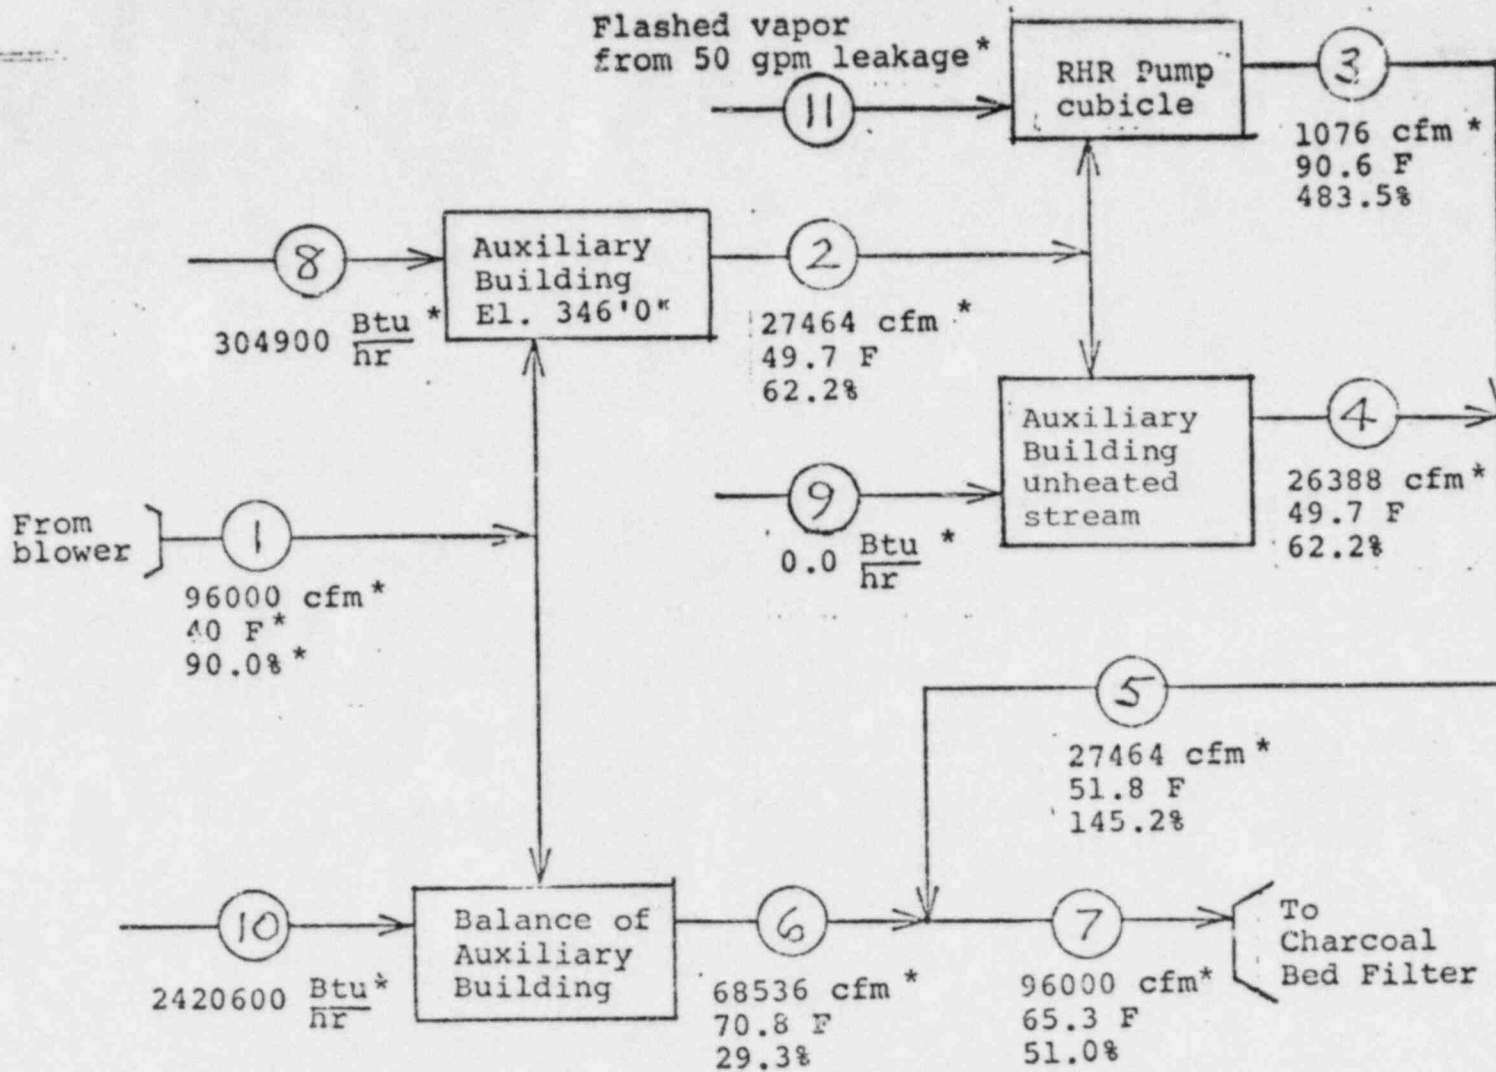 Flashed vapor
from 50 gpm leakage*
11
RHR Pump
cubicle
3
1076 cfm*
90.6 F
483.5%
8
304900 Btu*
hr
Auxiliary
Building
El. 346'0"
2
27464 cfm*
49.7 F
62.2%
Auxiliary
Building
unheated
stream
4
26388 cfm*
49.7 F
62.2%
9
0.0 Btu*
hr
From
blower
1
96000 cfm*
40 F*
90.0%*
5
27464 cfm*
51.8 F
145.2%
10
2420600 Btu*
hr
Balance of
Auxiliary
Building
6
68536 cfm*
70.8 F
29.3%
7
96000 cfm*
65.3 F
51.0%
To
Charcoal
Bed Filter